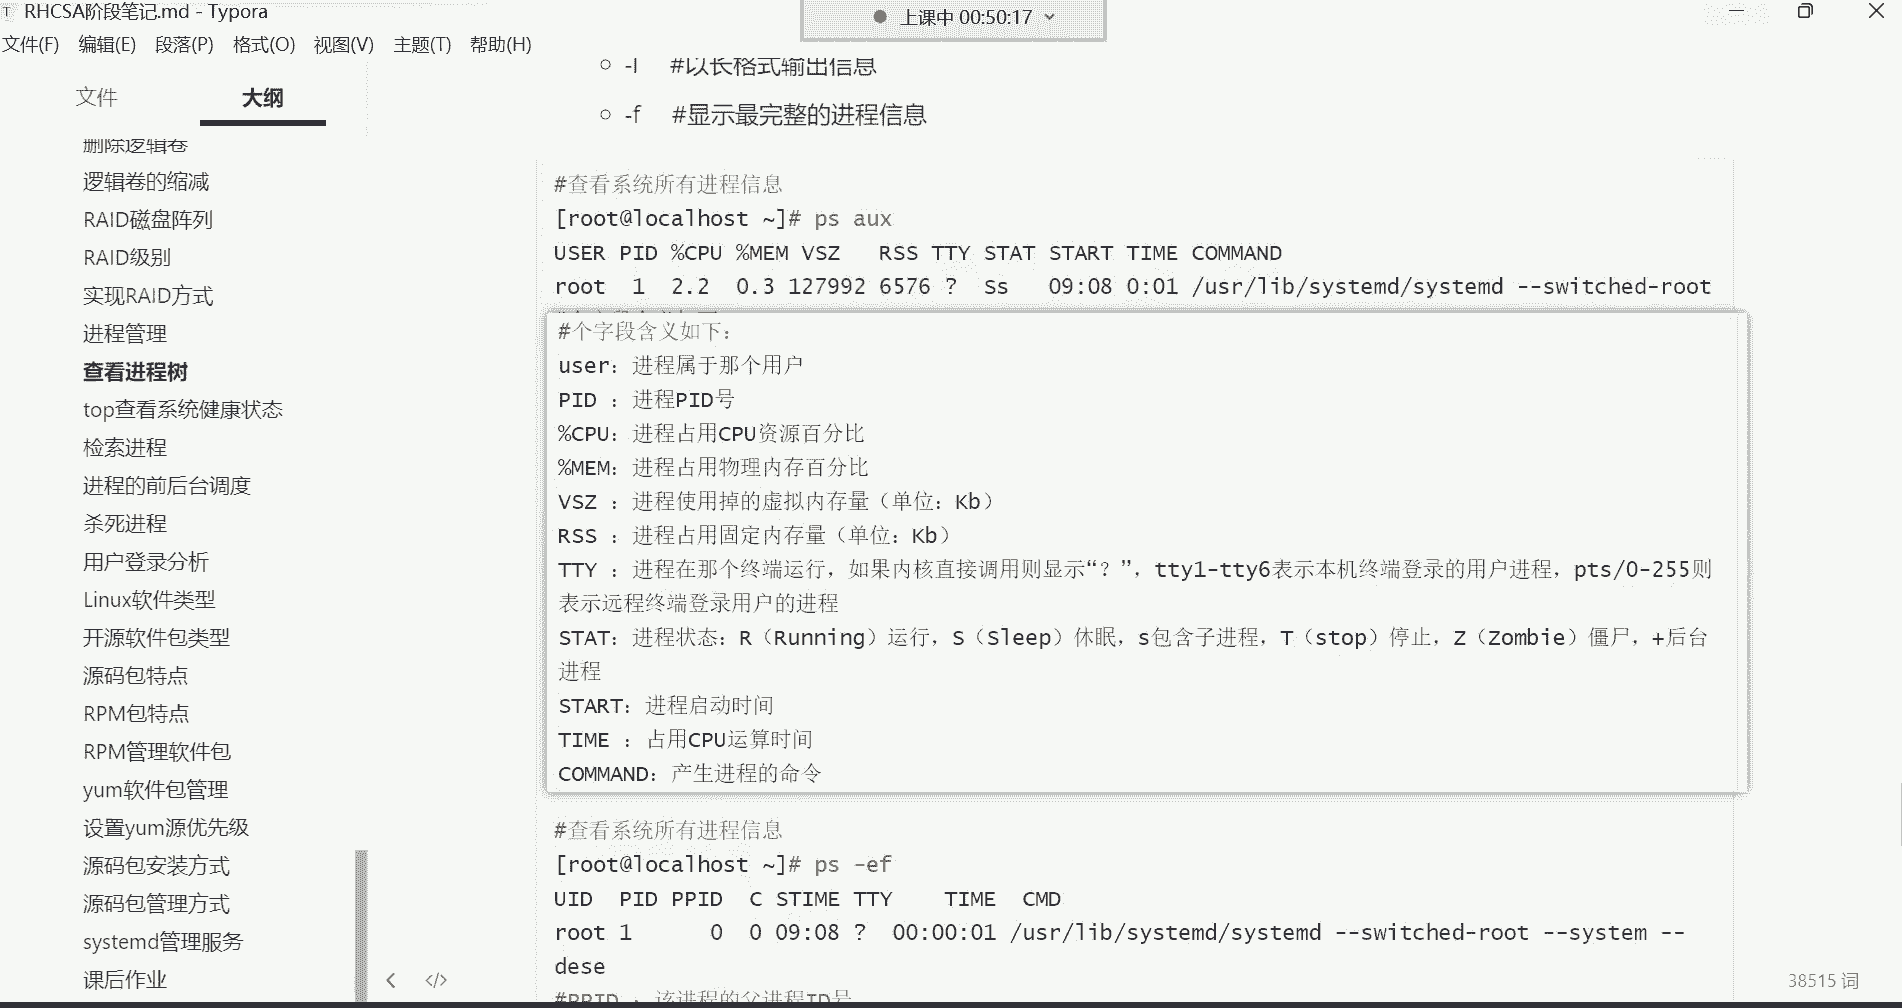 RHCSA阶段笔记.md - Typora
上课中 00:50:17
文件(F) 编辑(E) 段落(P) 格式(O) 视图(V) 主题(T) 帮助(H)
文件 大纲
删除逻辑卷
逻辑卷的缩减
RAID磁盘阵列
RAID级别
实现RAID方式
进程管理
查看进程树
top查看系统健康状态
检索进程
进程的前后台调度
杀死进程
用户登录分析
Linux软件类型
开源软件包类型
源码包特点
RPM包特点
RPM管理软件包
yum软件包管理
设置yum源优先级
源码包安装方式
源码包管理方式
systemd管理服务
课后作业
-l #以长格式输出信息
-f #显示最完整的进程信息
#查看系统所有进程信息
[root@localhost ~]# ps aux
USER PID %CPU %MEM VSZ RSS TTY STAT START TIME COMMAND
root 1 2.2 0.3 127992 6576 ? Ss 09:08 0:01 /usr/lib/systemd/systemd --switched-root
#个字段含义如下：
user：进程属于那个用户
PID ：进程PID号
%CPU：进程占用CPU资源百分比
%MEM：进程占用物理内存百分比
VSZ ：进程使用掉的虚拟内存量（单位：Kb）
RSS ：进程占用固定内存量（单位：Kb）
TTY ：进程在那个终端运行，如果内核直接调用则显示“？”，tty1-tty6表示本机终端登录的用户进程，pts/0-255则
表示远程终端登录用户的进程
STAT：进程状态：R（Running）运行，S（Sleep）休眠，s包含子进程，T（stop）停止，Z（Zombie）僵尸，+后台
进程
START：进程启动时间
TIME ：占用CPU运算时间
COMMAND：产生进程的命令
#查看系统所有进程信息
[root@localhost ~]# ps -ef
UID PID PPID C STIME TTY TIME CMD
root 1 0 0 09:08 ? 00:00:01 /usr/lib/systemd/systemd --switched-root --system --
dese
#PPID ：该进程的父进程ID号
38515 词